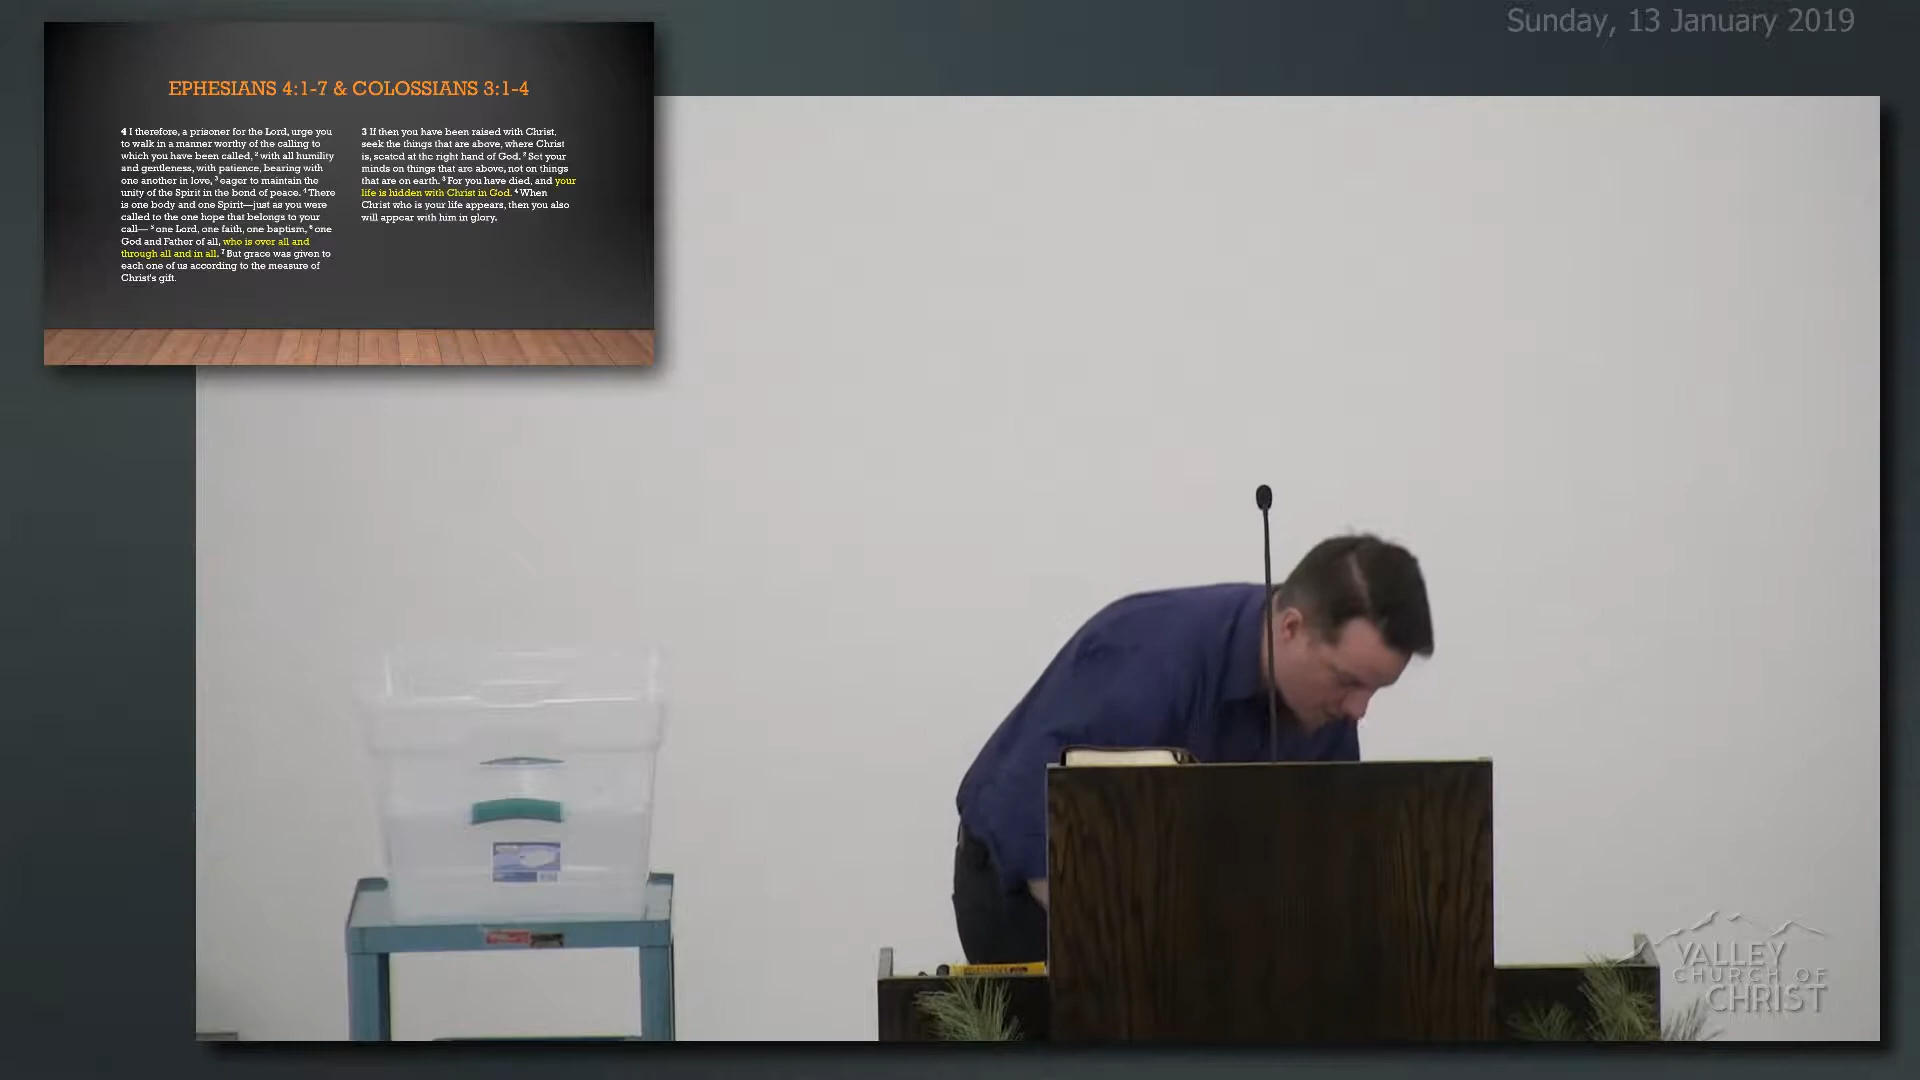 Sunday, 13 January 2019
EPHESIANS 4:1-7 & COLOSSIANS 3:1-4
4 I therefore, a prisoner for the Lord, urge you
to walk in a manner worthy of the calling to
which you have been called, 2 with all humility
and gentleness, with patience, bearing with
one another in love, 3 eager to maintain the
unity of the Spirit in the bond of peace. 4 There
is one body and one Spirit—just as you were
called to the one hope that belongs to your
call— 5 one Lord, one faith, one baptism, 6 one
God and Father of all, who is over all and
through all and in all. 7 But grace was given to
each one of us according to the measure of
Christ's gift.
3 If then you have been raised with Christ,
seek the things that are above, where Christ
is, seated at the right hand of God. 2 Set your
minds on things that are above, not on things
that are on earth. 3 For you have died, and your
life is hidden with Christ in God. 4 When
Christ who is your life appears, then you also
will appear with him in glory.
VALLEY
CHURCH OF
CHRIST